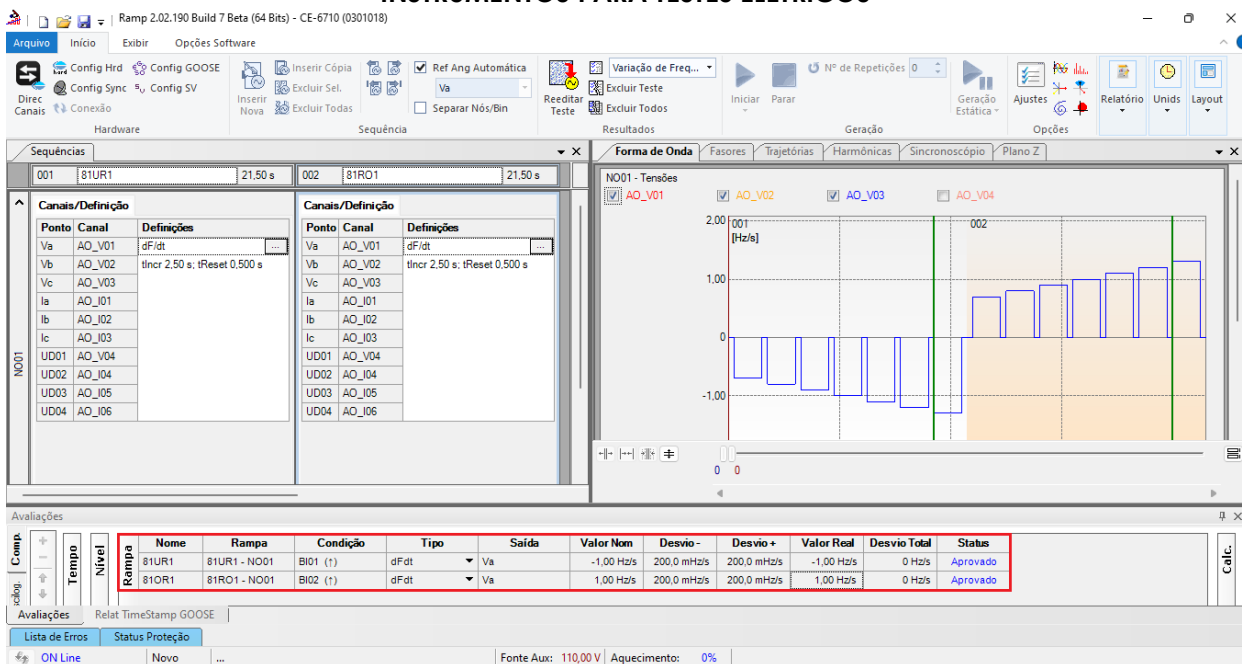 INSTRUMENTOS PARA TESTES ELÉTRICOS
Ramp 2.02.190 Build 7 Beta (64 Bits) - CE-6710 (0301018)
Arquivo Início Exibir Opções Software
Direc Canais
Config Hrd Config GOOSE
Config Sync Config SV
Conexão
Hardware
Inserir Nova
Inserir Cópia
Excluir Sel.
Excluir Todas
Ref Ang Automática
Va
Separar Nós/Bin
Sequência
Reeditar Teste
Variação de Freq...
Excluir Teste
Excluir Todos
Resultados
Iniciar Parar
Nº de Repetições 0
Geração Estática
Geração
Ajustes
Opções
Relatório Unids Layout
Sequências
001 81UR1 21,50 s 002 81RO1 21,50 s
NO01
Canais/Definição
Ponto Canal Definições
Va AO_V01 dF/dt ...
Vb AO_V02 tIncr 2,50 s; tReset 0,500 s
Vc AO_V03
Ia AO_I01
Ib AO_I02
Ic AO_I03
UD01 AO_V04
UD02 AO_I04
UD03 AO_I05
UD04 AO_I06
Canais/Definição
Ponto Canal Definições
Va AO_V01 dF/dt ...
Vb AO_V02 tIncr 2,50 s; tReset 0,500 s
Vc AO_V03
Ia AO_I01
Ib AO_I02
Ic AO_I03
UD01 AO_V04
UD02 AO_I04
UD03 AO_I05
UD04 AO_I06
Forma de Onda Fasores Trajetórias Harmônicas Sincronoscópio Plano Z
NO01 - Tensões
AO_V01 AO_V02 AO_V03 AO_V04
2,00 001 002
[Hz/s]
1,00
0
-1,00
0 0
Avaliações
Comp.
Tempo
Nível
Rampa
Calc.
Nome Rampa Condição Tipo Saída Valor Nom Desvio - Desvio + Valor Real Desvio Total Status
81UR1 81UR1 - NO01 BI01 (↑) dFdt Va -1,00 Hz/s 200,0 mHz/s 200,0 mHz/s -1,00 Hz/s 0 Hz/s Aprovado
81OR1 81RO1 - NO01 BI02 (↑) dFdt Va 1,00 Hz/s 200,0 mHz/s 200,0 mHz/s 1,00 Hz/s 0 Hz/s Aprovado
Avaliações Relat TimeStamp GOOSE
Lista de Erros Status Proteção
ON Line Novo ... Fonte Aux: 110,00 V Aquecimento: 0%